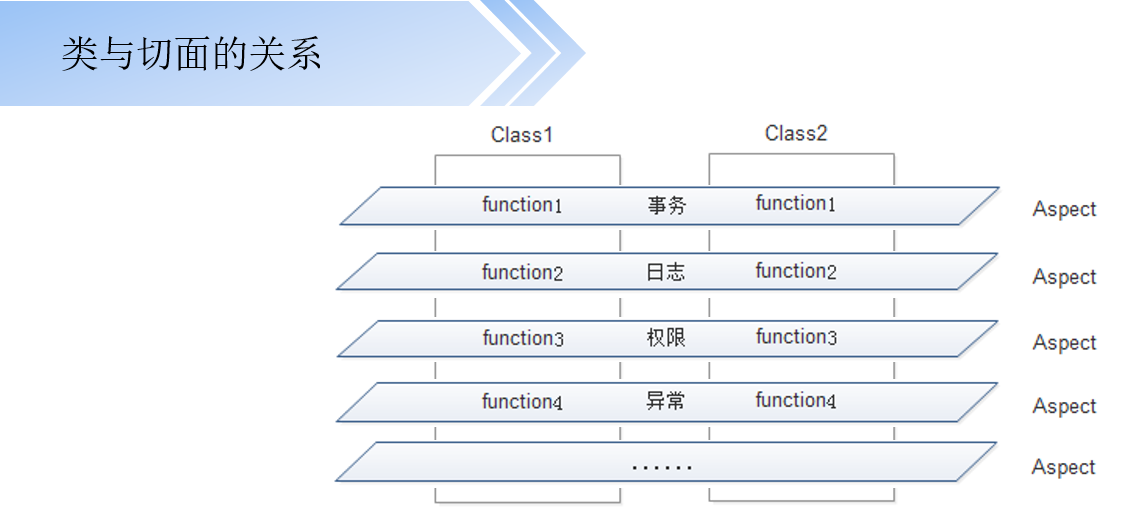 类与切面的关系
Class1 Class2
function1 事务 function1 Aspect
function2 日志 function2 Aspect
function3 权限 function3 Aspect
function4 异常 function4 Aspect
...... Aspect